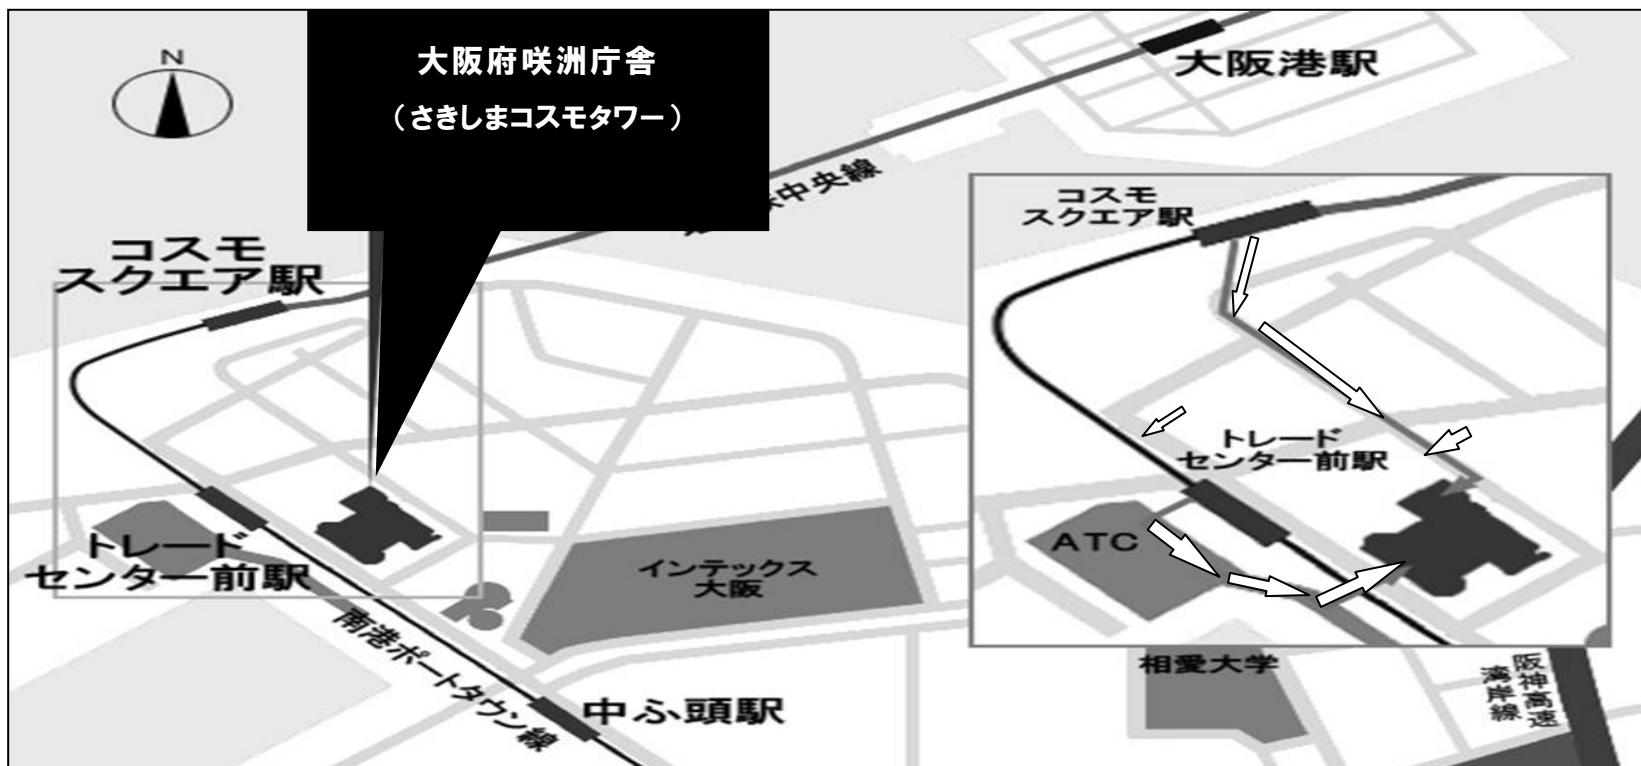 N
大阪府咲洲庁舎
（さきしまコスモタワー）
大阪港駅
中央線
コスモ
スクエア駅
トレード
センター前駅
南港ポートタウン線
中ふ頭駅
インテックス
大阪
コスモ
スクエア駅
トレード
センター前駅
ATC
相愛大学
阪神高速
湾岸線